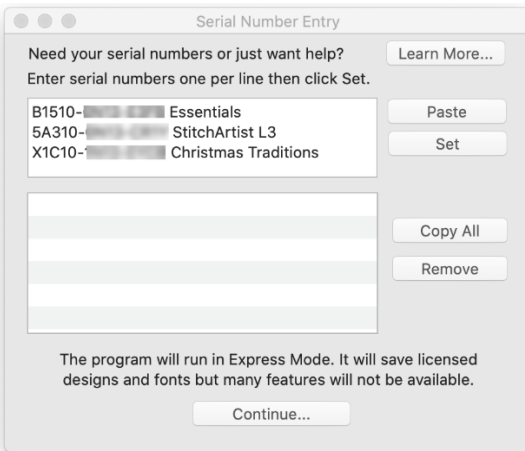 Serial Number Entry
Need your serial numbers or just want help?
Learn More...
Enter serial numbers one per line then click Set.
B1510- Essentials
5A310- StitchArtist L3
X1C10- Christmas Traditions
Paste
Set
Copy All
Remove
The program will run in Express Mode. It will save licensed
designs and fonts but many features will not be available.
Continue...